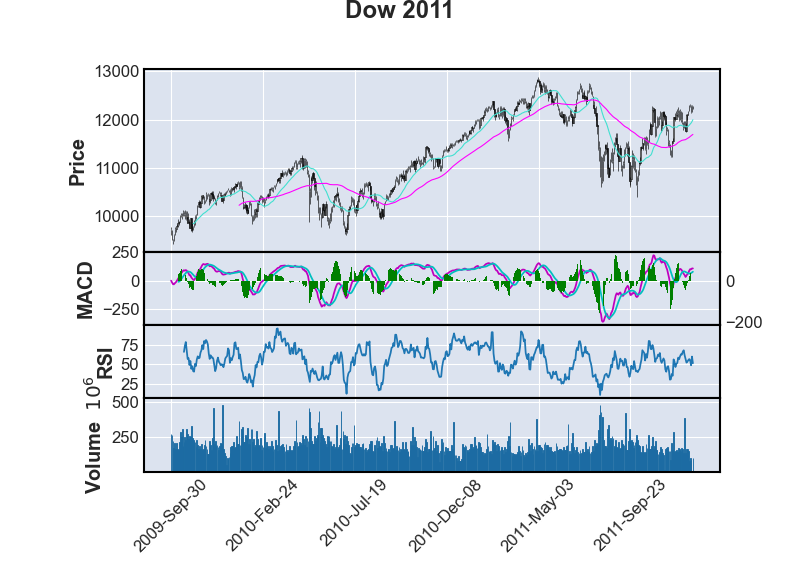 Dow 2011
13000
12000
11000
10000
Price
250
0
−250
MACD
0
−200
75
50
25
RSI
500
250
Volume 10^6
2009-Sep-30
2010-Feb-24
2010-Jul-19
2010-Dec-08
2011-May-03
2011-Sep-23